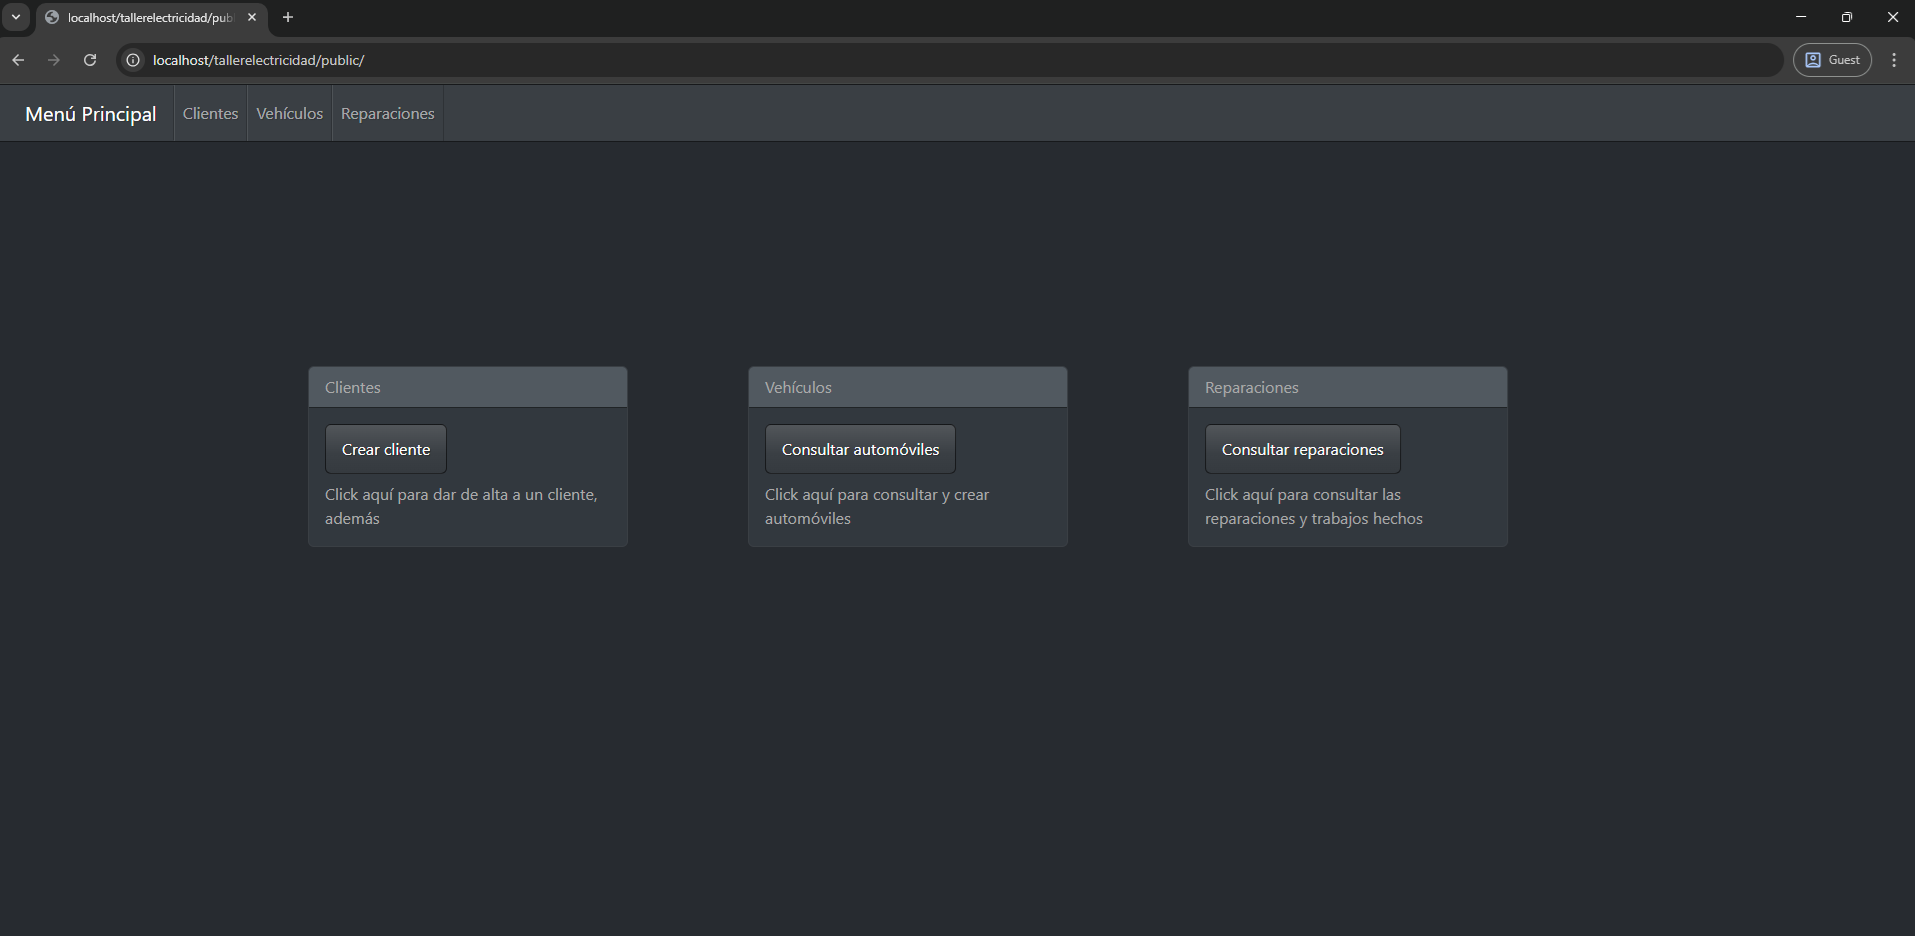 localhost/tallerelectricidad/publ
localhost/tallerelectricidad/public/
Guest
Menú Principal
Clientes
Vehículos
Reparaciones
Clientes
Crear cliente
Click aquí para dar de alta a un cliente,
además
Vehículos
Consultar automóviles
Click aquí para consultar y crear
automóviles
Reparaciones
Consultar reparaciones
Click aquí para consultar las
reparaciones y trabajos hechos